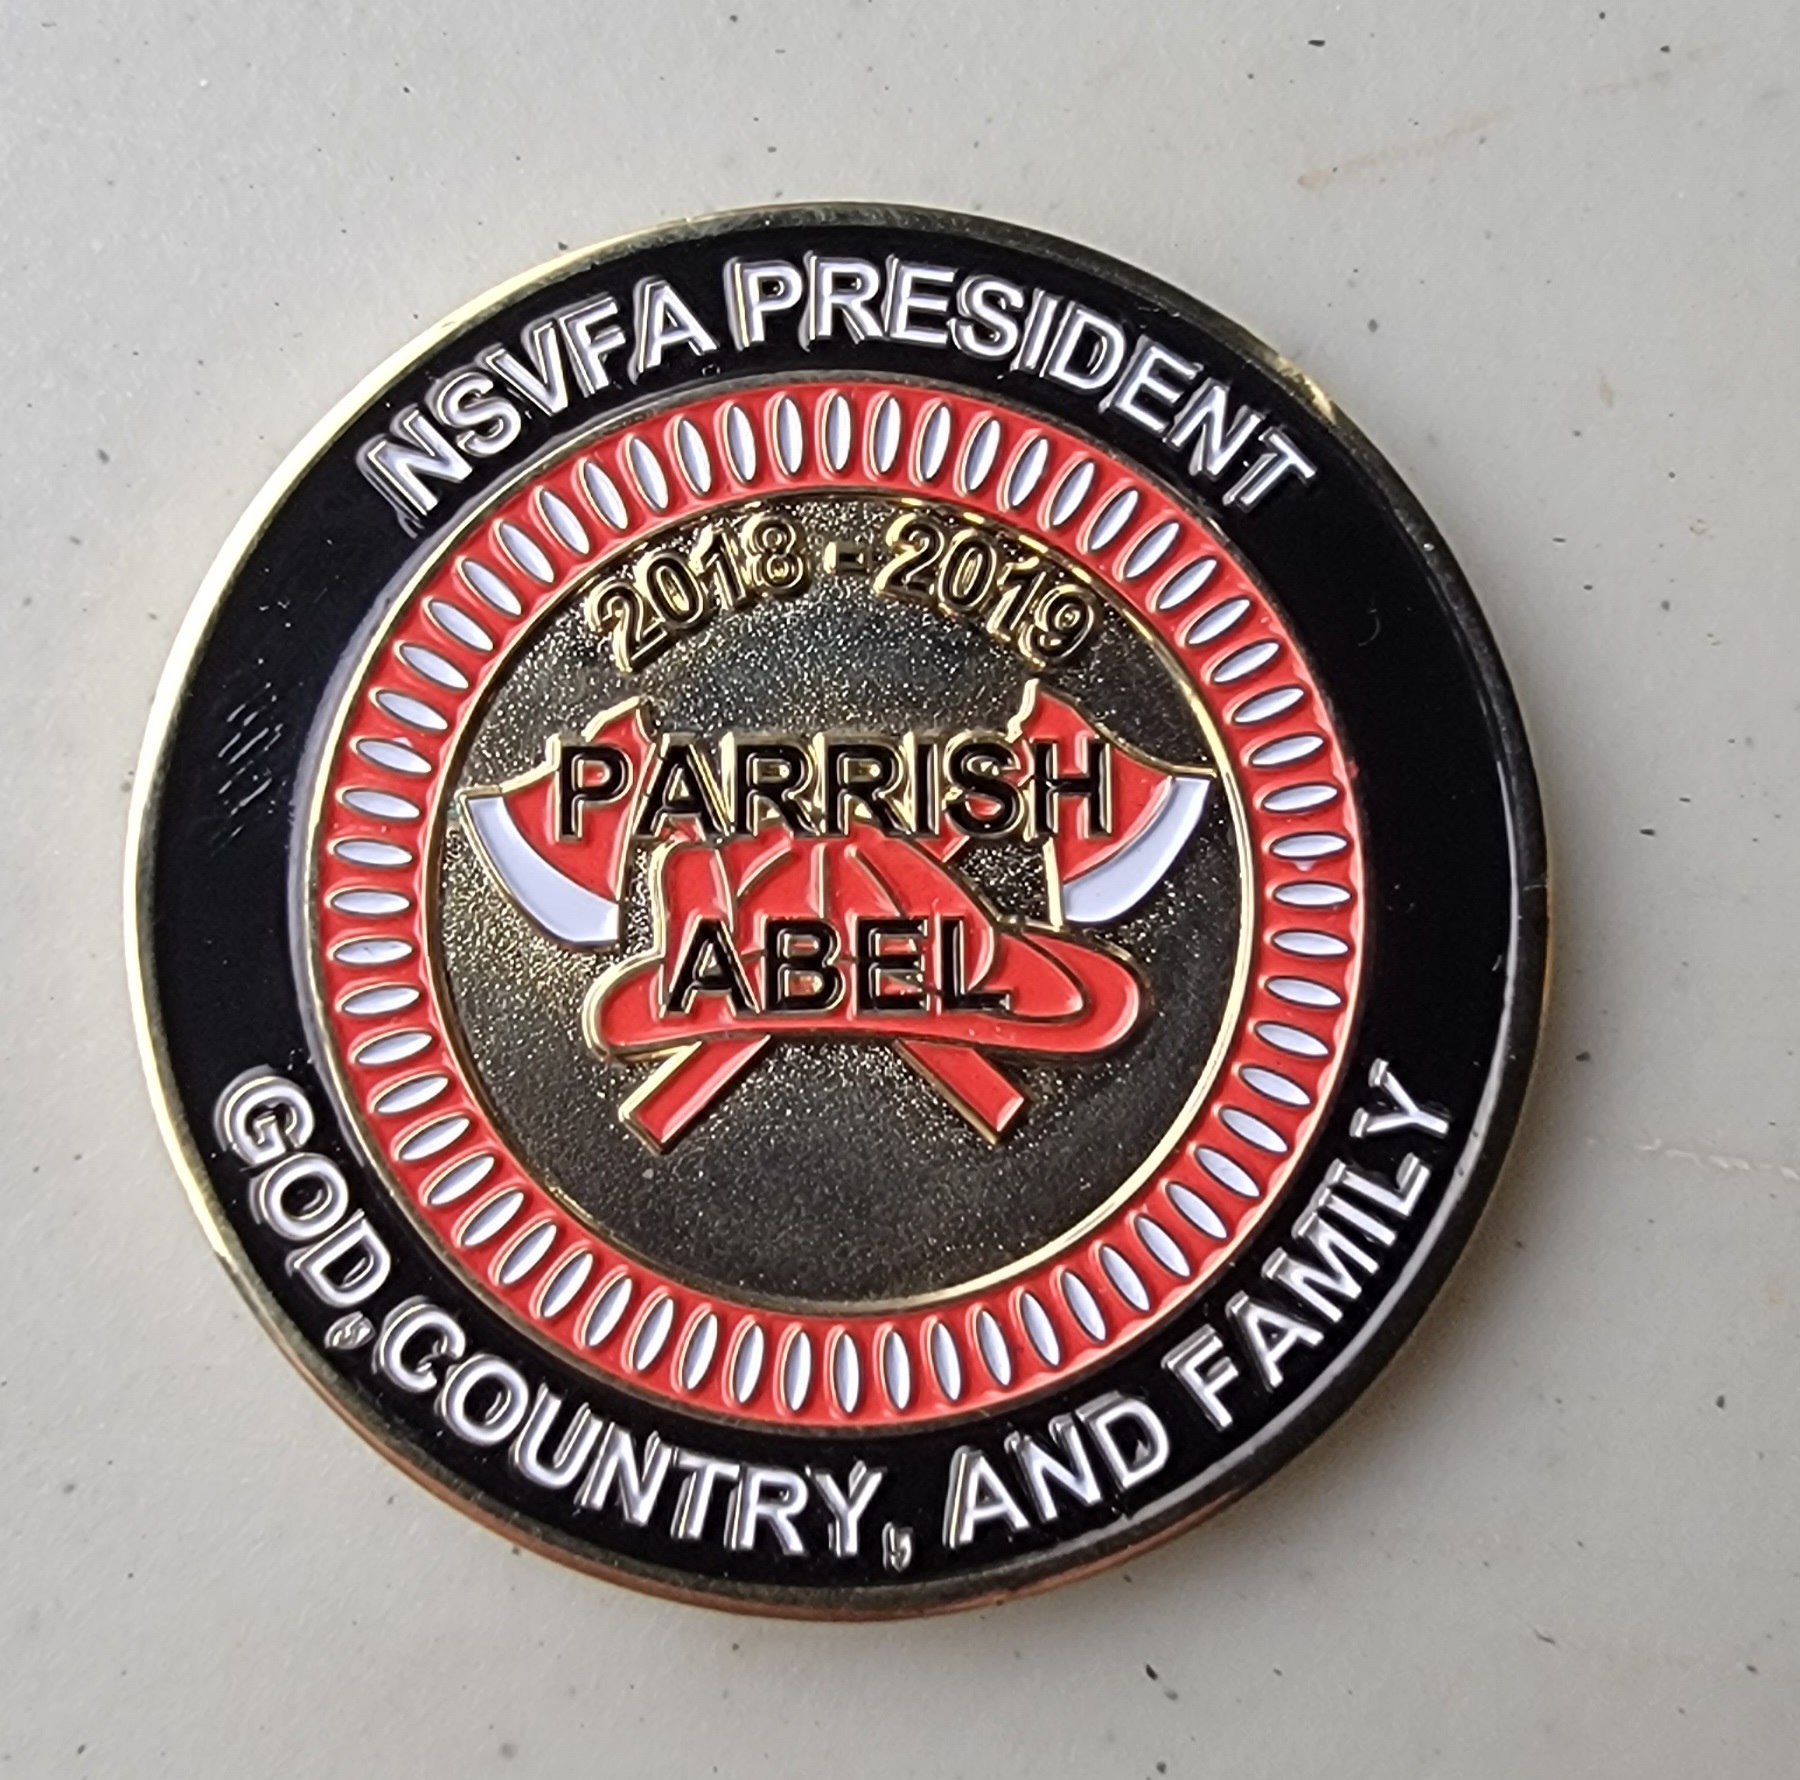 NSVFA PRESIDENT
2018 - 2019
PARRISH
ABEL
GOD, COUNTRY, AND FAMILY